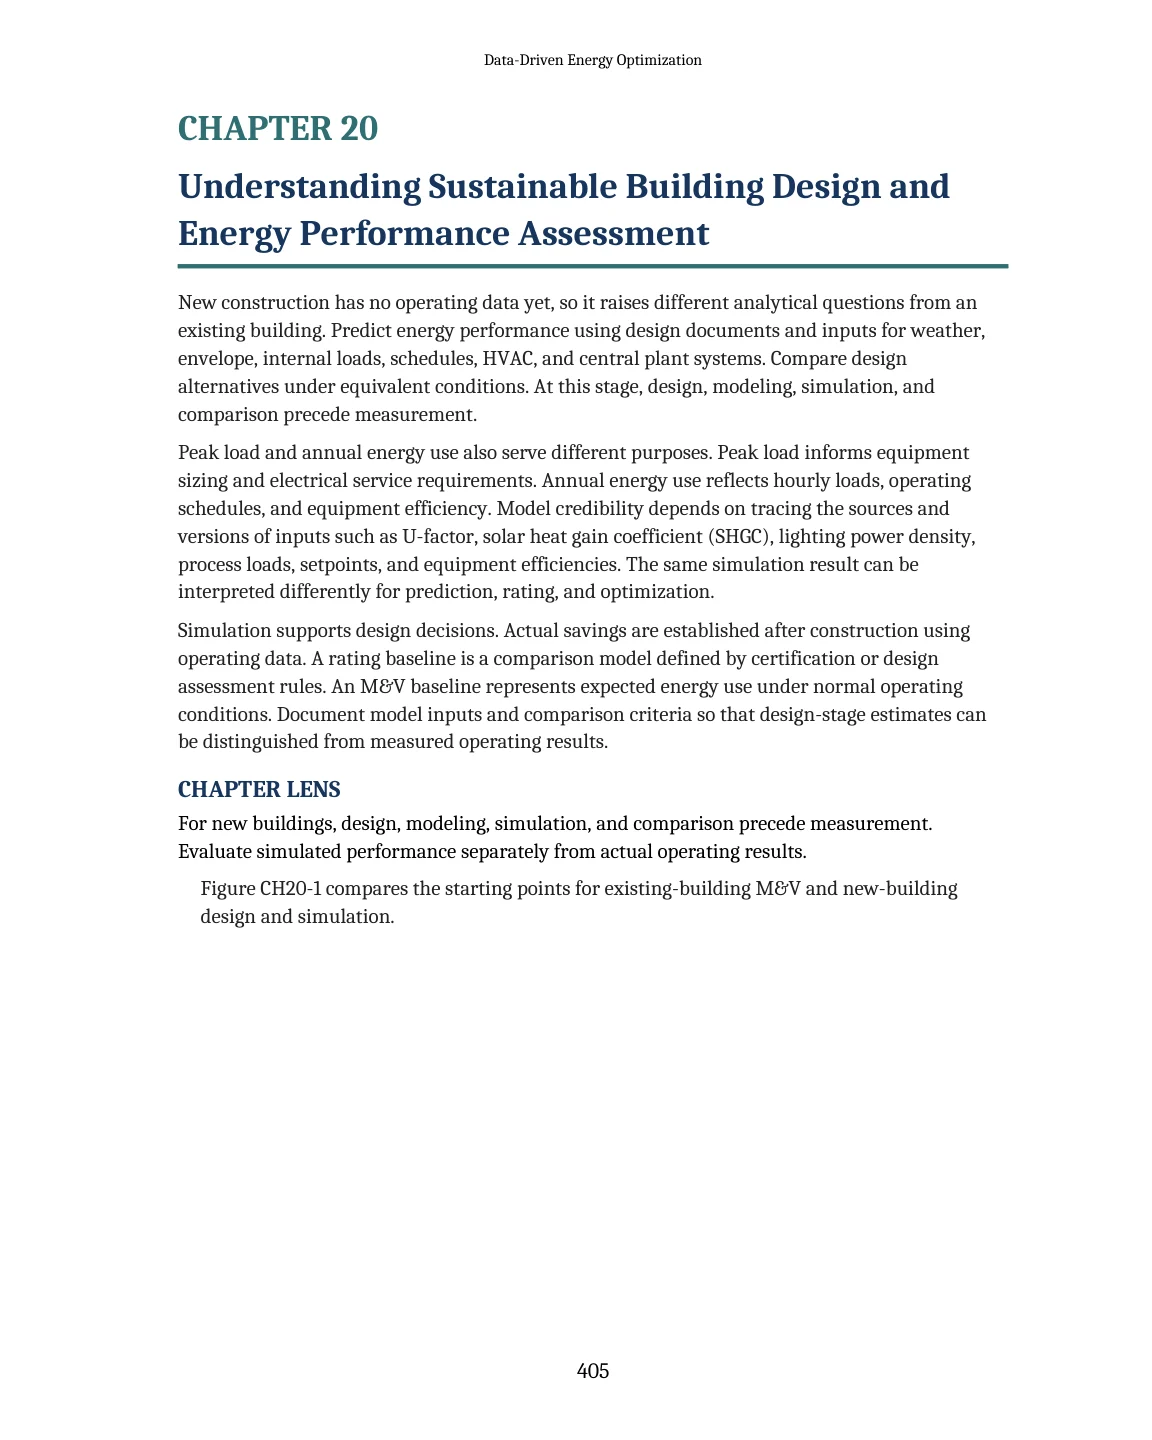 Data-Driven Energy Optimization
CHAPTER 20
Understanding Sustainable Building Design and
Energy Performance Assessment
New construction has no operating data yet, so it raises different analytical questions from an
existing building. Predict energy performance using design documents and inputs for weather,
envelope, internal loads, schedules, HVAC, and central plant systems. Compare design
alternatives under equivalent conditions. At this stage, design, modeling, simulation, and
comparison precede measurement.
Peak load and annual energy use also serve different purposes. Peak load informs equipment
sizing and electrical service requirements. Annual energy use reflects hourly loads, operating
schedules, and equipment efficiency. Model credibility depends on tracing the sources and
versions of inputs such as U-factor, solar heat gain coefficient (SHGC), lighting power density,
process loads, setpoints, and equipment efficiencies. The same simulation result can be
interpreted differently for prediction, rating, and optimization.
Simulation supports design decisions. Actual savings are established after construction using
operating data. A rating baseline is a comparison model defined by certification or design
assessment rules. An M&V baseline represents expected energy use under normal operating
conditions. Document model inputs and comparison criteria so that design-stage estimates can
be distinguished from measured operating results.
CHAPTER LENS
For new buildings, design, modeling, simulation, and comparison precede measurement.
Evaluate simulated performance separately from actual operating results.
Figure CH20-1 compares the starting points for existing-building M&V and new-building
design and simulation.
405